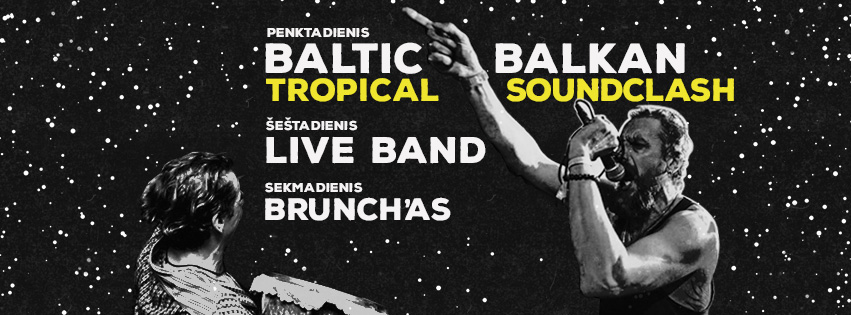 PENKTADIENIS
BALTIC BALKAN
TROPICAL SOUNDCLASH
ŠEŠTADIENIS
LIVE BAND
SEKMADIENIS
BRUNCH'AS